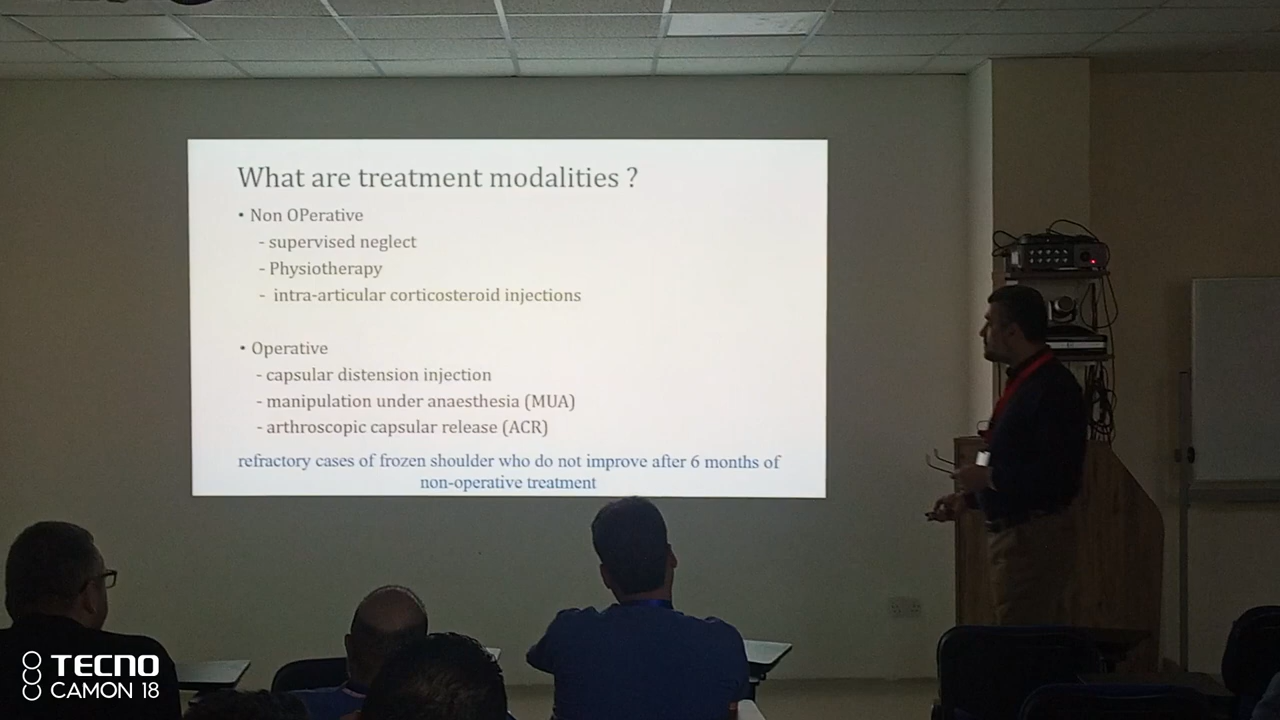 What are treatment modalities ?
• Non OPerative
- supervised neglect
- Physiotherapy
- intra-articular corticosteroid injections
• Operative
- capsular distension injection
- manipulation under anaesthesia (MUA)
- arthroscopic capsular release (ACR)
refractory cases of frozen shoulder who do not improve after 6 months of
non-operative treatment
TECNO
CAMON 18